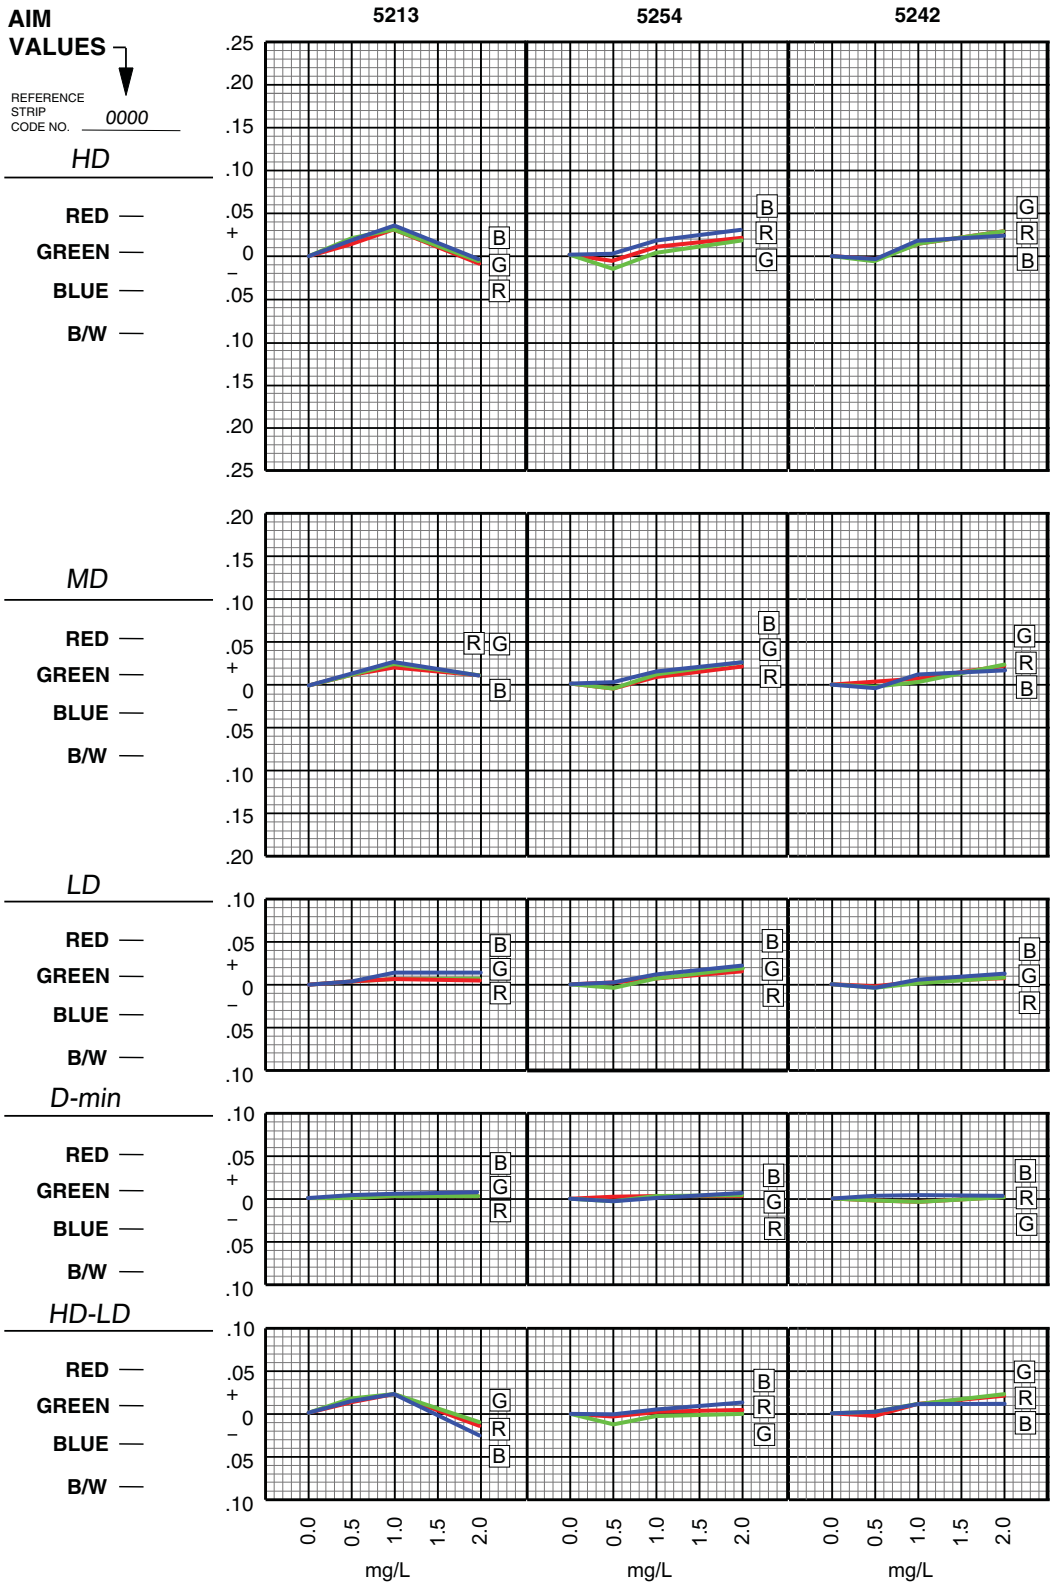 AIM
VALUES
REFERENCE
STRIP
CODE NO. 0000
5213 5254 5242
HD
RED —
GREEN —
BLUE —
B/W —
.25
.20
.15
.10
.05
+
0
–
.05
.10
.15
.20
.25
B
G
R
B
R
G
G
R
B
MD
RED —
GREEN —
BLUE —
B/W —
.20
.15
.10
.05
+
0
–
.05
.10
.15
.20
R G
B
B
G
R
G
R
B
LD
RED —
GREEN —
BLUE —
B/W —
.10
.05
+
0
–
.05
.10
B
G
R
B
G
R
B
G
R
D-min
RED —
GREEN —
BLUE —
B/W —
.10
.05
+
0
–
.05
.10
B
G
R
B
G
R
B
R
G
HD-LD
RED —
GREEN —
BLUE —
B/W —
.10
.05
+
0
–
.05
.10
G
R
B
B
R
G
G
R
B
0.0 0.5 1.0 2.0
mg/L
0.0 0.5 1.0 2.0
mg/L
0.0 0.5 1.0 1.5 2.0
mg/L